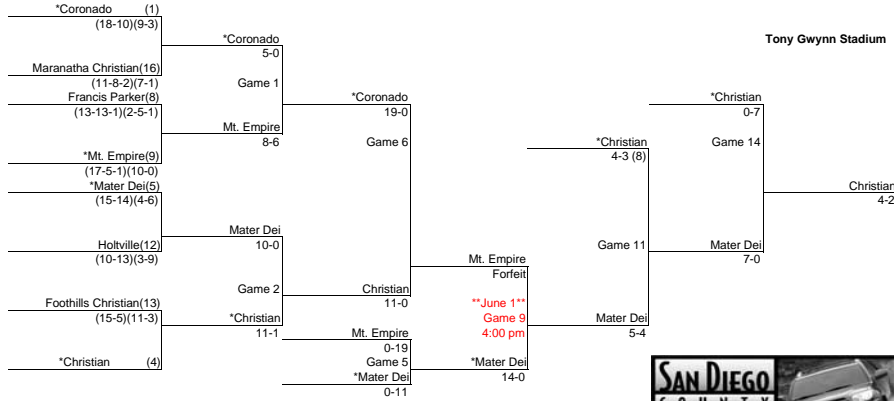 *Coronado (1)
(18-10)(9-3)
*Coronado
5-0
Tony Gwynn Stadium
Maranatha Christian(16)
(11-8-2)(7-1)
Game 1
Francis Parker(8)
(13-13-1)(2-5-1)
*Coronado
19-0
*Christian
0-7
Mt. Empire
8-6
Game 6
*Christian
4-3 (8)
Game 14
*Mt. Empire(9)
(17-5-1)(10-0)
*Mater Dei(5)
(15-14)(4-6)
Christian
4-2
Mater Dei
10-0
Holtville(12)
(10-13)(3-9)
Game 11
Mater Dei
7-0
Mt. Empire
Forfeit
Game 2
Christian
11-0
Foothills Christian(13)
(15-5)(11-3)
**June 1**
Game 9
4:00 pm
*Christian
11-1
Mater Dei
5-4
Mt. Empire
0-19
*Christian (4)
Game 5
*Mater Dei
0-11
*Mater Dei
14-0
SAN DIEGO
COUNTY